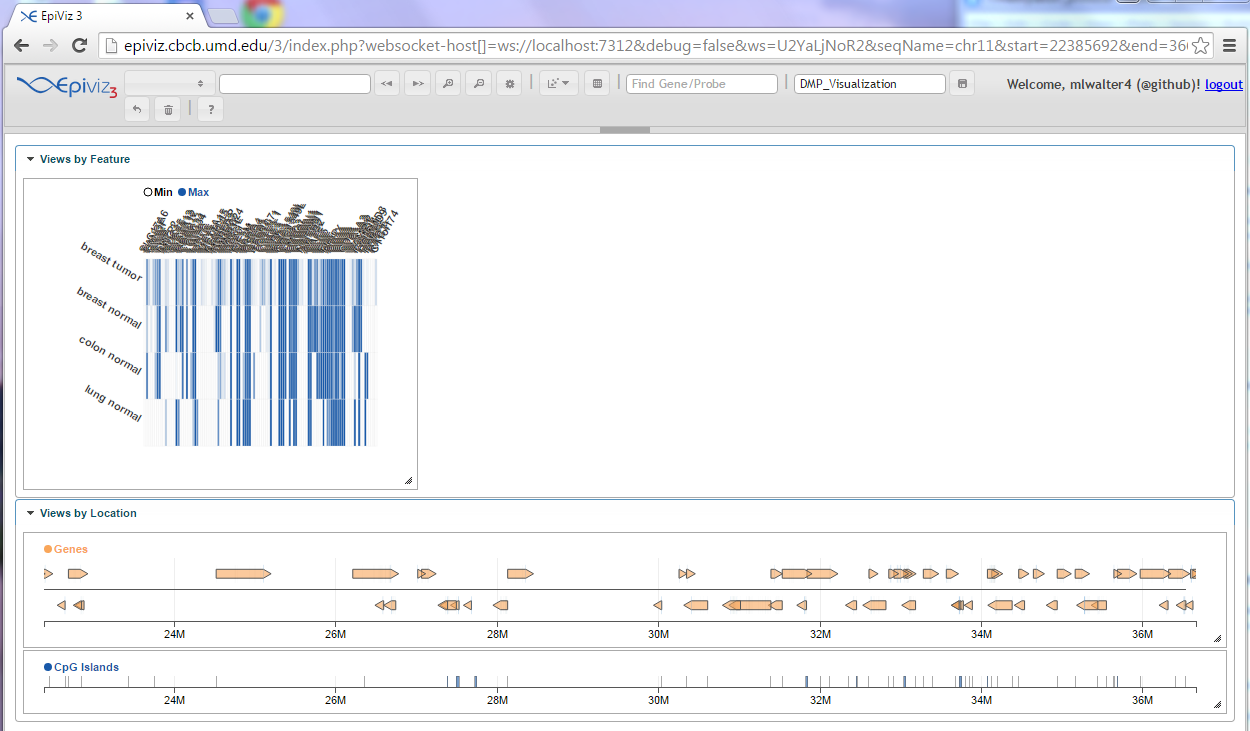 EpiViz 3
epiviz.cbcb.umd.edu/3/index.php?websocket-host[]=ws://localhost:7312&debug=false&ws=U2YaLjNoR2&seqName=chr11&start=22385692&end=36
Epiviz 3
Find Gene/Probe
DMP_Visualization
Welcome, mlwalter4 (@github)! logout
?
Views by Feature
Min Max
breast tumor
breast normal
colon normal
lung normal
Views by Location
Genes
24M 26M 28M 30M 32M 34M 36M
CpG Islands
24M 26M 28M 30M 32M 34M 36M